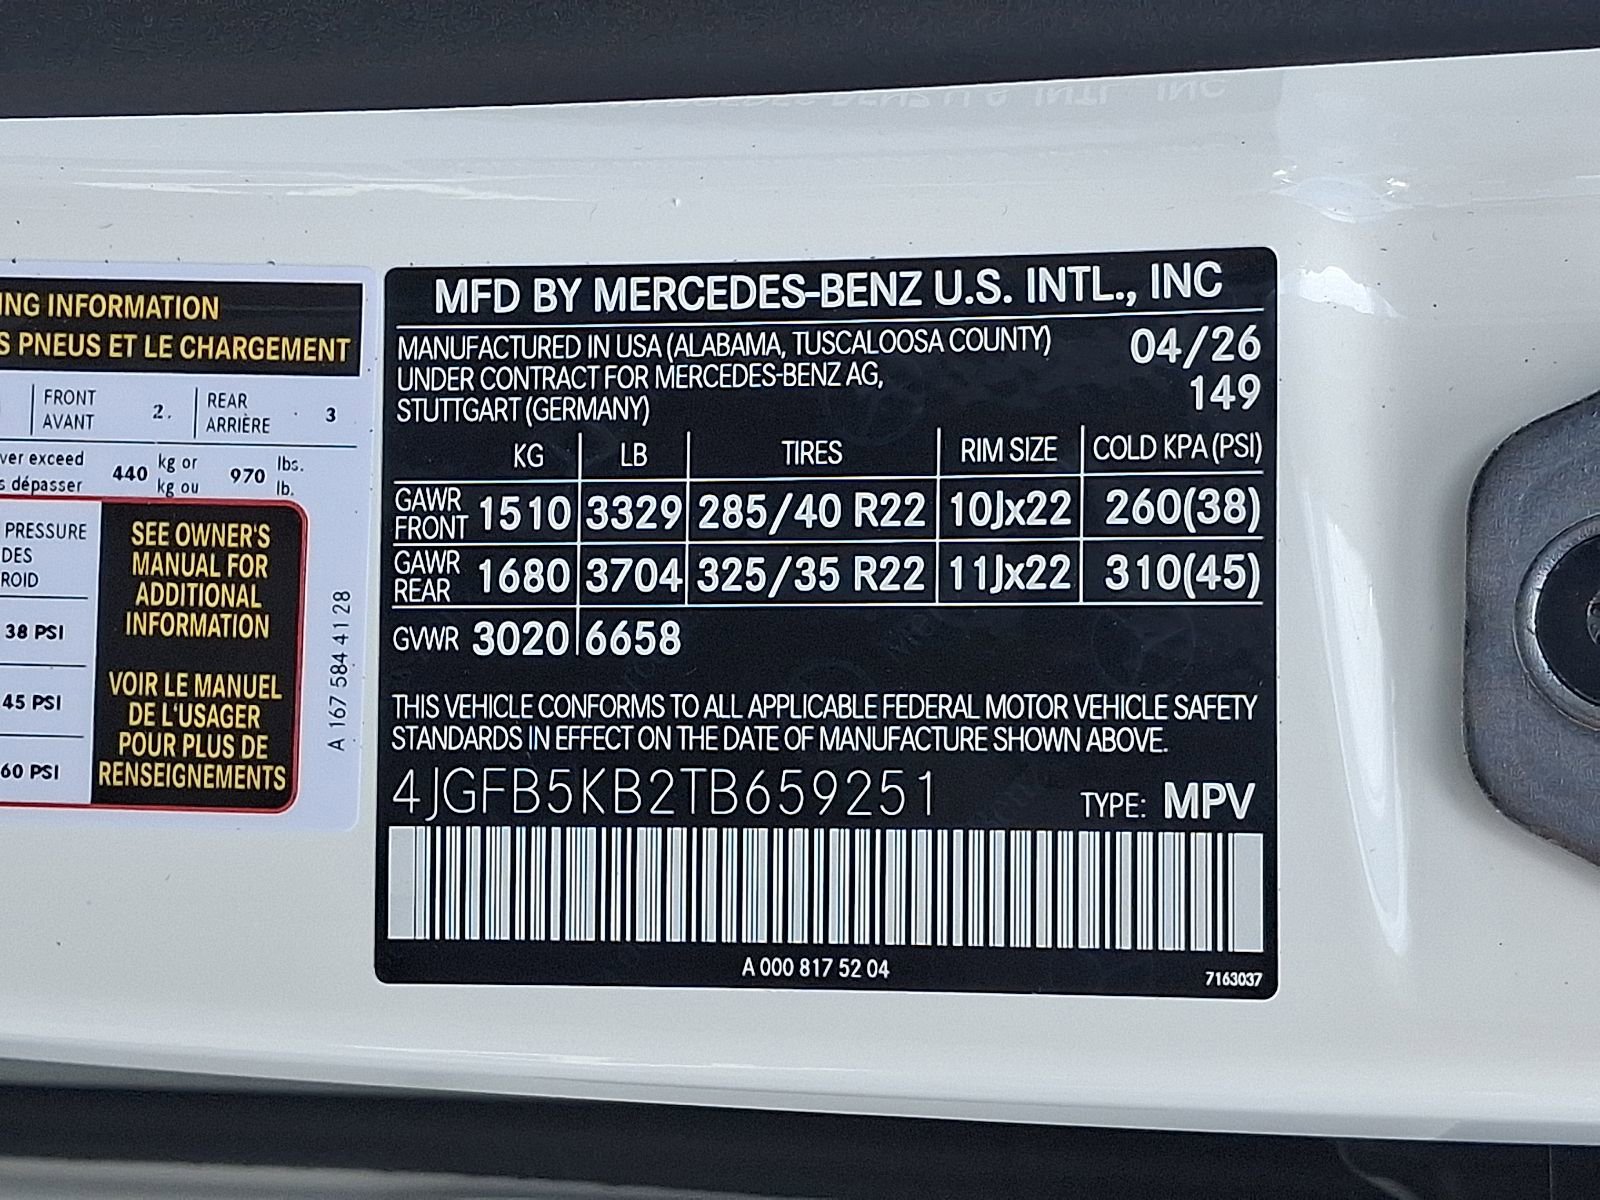 ING INFORMATION
S PNEUS ET LE CHARGEMENT
FRONT
AVANT
2
REAR
ARRIÈRE
3
ver exceed
s dépasser
440
kg or
kg ou
970
lbs.
lb.
PRESSURE
DES
ROID
38 PSI
45 PSI
60 PSI
SEE OWNER'S
MANUAL FOR
ADDITIONAL
INFORMATION
VOIR LE MANUEL
DE L'USAGER
POUR PLUS DE
RENSEIGNEMENTS
A 167 584 41 28
MFD BY MERCEDES-BENZ U.S. INTL., INC
MANUFACTURED IN USA (ALABAMA, TUSCALOOSA COUNTY) 04/26
UNDER CONTRACT FOR MERCEDES-BENZ AG, 149
STUTTGART (GERMANY)
KG LB TIRES RIM SIZE COLD KPA (PSI)
GAWR FRONT 1510 3329 285/40 R22 10Jx22 260(38)
GAWR REAR 1680 3704 325/35 R22 11Jx22 310(45)
GVWR 3020 6658
THIS VEHICLE CONFORMS TO ALL APPLICABLE FEDERAL MOTOR VEHICLE SAFETY
STANDARDS IN EFFECT ON THE DATE OF MANUFACTURE SHOWN ABOVE.
4JGFB5KB2TB659251 TYPE: MPV
A 000 817 52 04
7163037